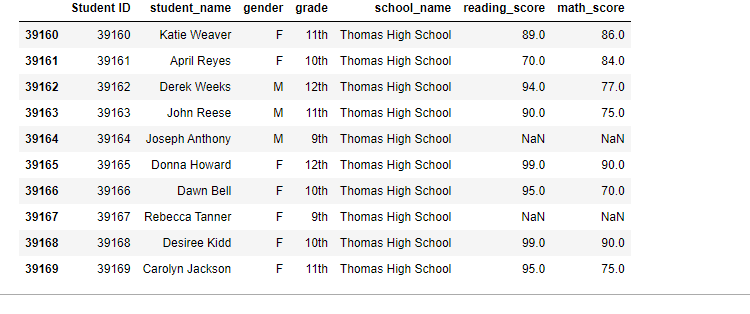 Student ID student_name gender grade school_name reading_score math_score
39160 39160 Katie Weaver F 11th Thomas High School 89.0 86.0
39161 39161 April Reyes F 10th Thomas High School 70.0 84.0
39162 39162 Derek Weeks M 12th Thomas High School 94.0 77.0
39163 39163 John Reese M 11th Thomas High School 90.0 75.0
39164 39164 Joseph Anthony M 9th Thomas High School NaN NaN
39165 39165 Donna Howard F 12th Thomas High School 99.0 90.0
39166 39166 Dawn Bell F 10th Thomas High School 95.0 70.0
39167 39167 Rebecca Tanner F 9th Thomas High School NaN NaN
39168 39168 Desiree Kidd F 10th Thomas High School 99.0 90.0
39169 39169 Carolyn Jackson F 11th Thomas High School 95.0 75.0